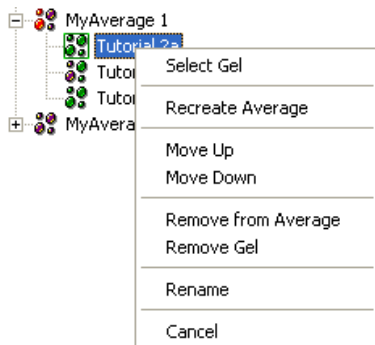 MyAverage 1
Tutorial 2a
Tutor
Tutor
MyAvera
Select Gel
Recreate Average
Move Up
Move Down
Remove from Average
Remove Gel
Rename
Cancel